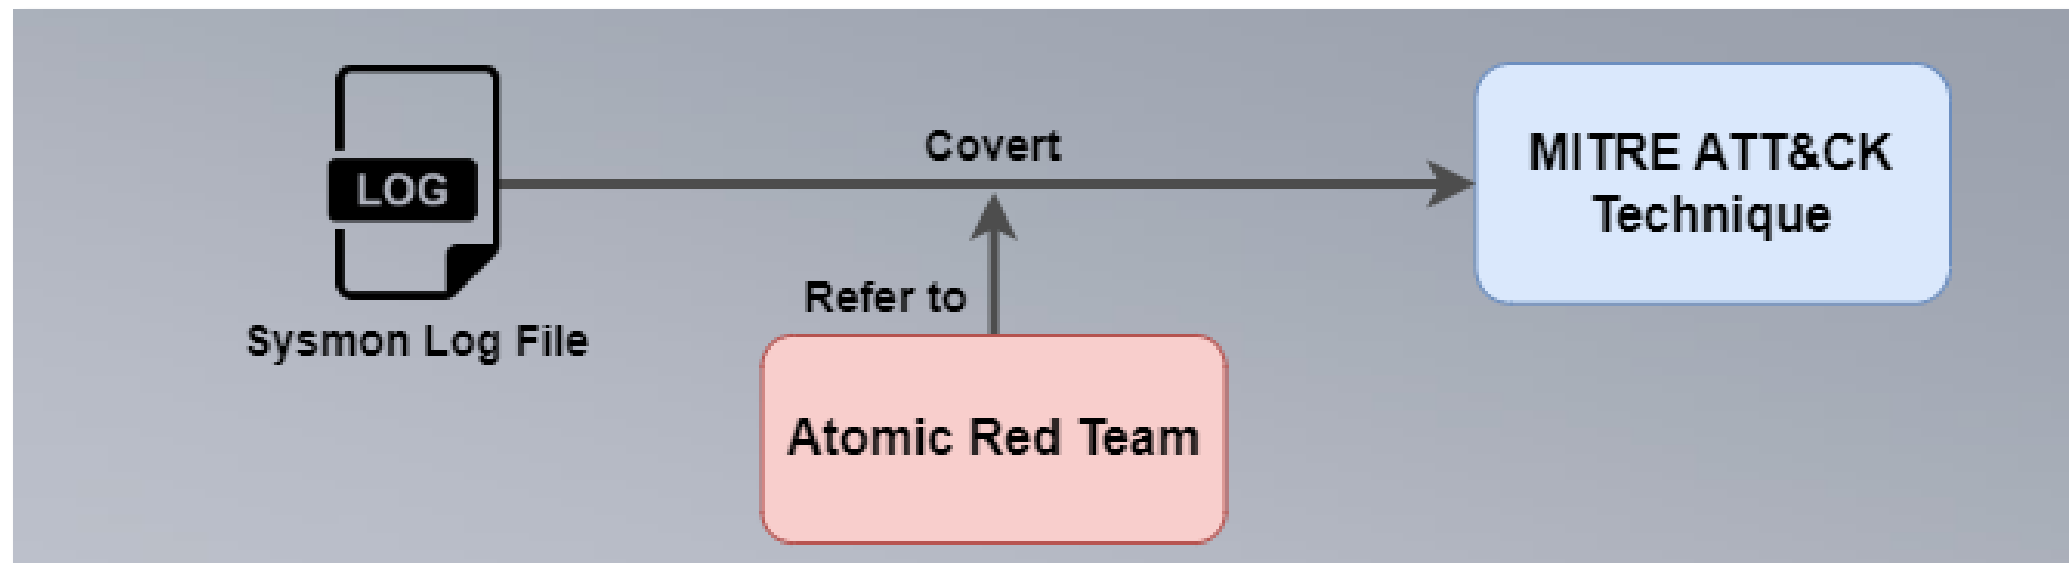 LOG
Sysmon Log File
Covert
Refer to
Atomic Red Team
MITRE ATT&CK
Technique